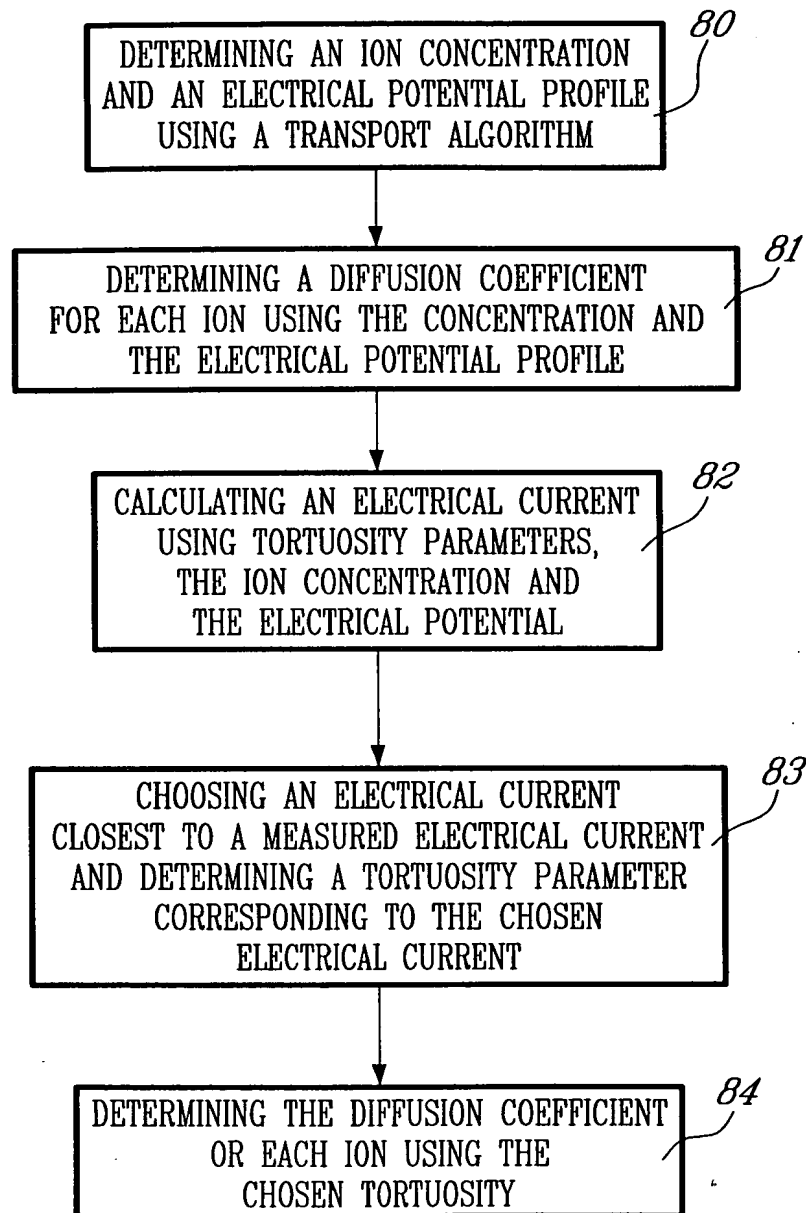 80
DETERMINING AN ION CONCENTRATION
AND AN ELECTRICAL POTENTIAL PROFILE
USING A TRANSPORT ALGORITHM
81
DETERMINING A DIFFUSION COEFFICIENT
FOR EACH ION USING THE CONCENTRATION AND
THE ELECTRICAL POTENTIAL PROFILE
82
CALCULATING AN ELECTRICAL CURRENT
USING TORTUOSITY PARAMETERS,
THE ION CONCENTRATION AND
THE ELECTRICAL POTENTIAL
83
CHOOSING AN ELECTRICAL CURRENT
CLOSEST TO A MEASURED ELECTRICAL CURRENT
AND DETERMINING A TORTUOSITY PARAMETER
CORRESPONDING TO THE CHOSEN
ELECTRICAL CURRENT
84
DETERMINING THE DIFFUSION COEFFICIENT
OR EACH ION USING THE
CHOSEN TORTUOSITY